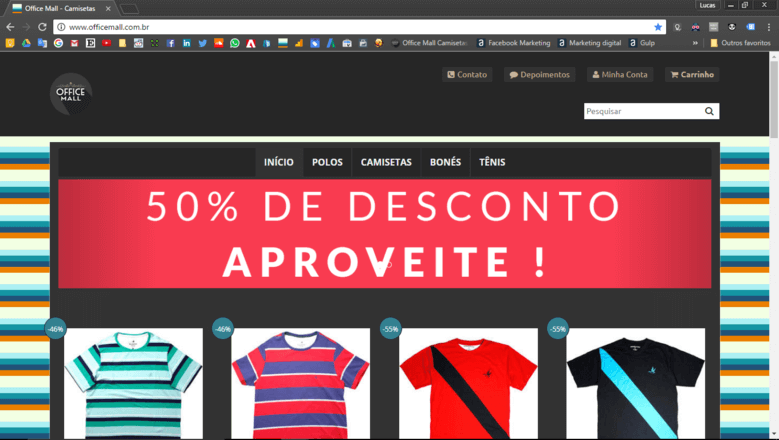 Office Mall - Camisetas
Lucas
www.officemall.com.br
Office Mall Camisetas
Facebook Marketing
Marketing digital
Gulp
Outros favoritos
OFFICE
MALL
Contato
Depoimentos
Minha Conta
Carrinho
Pesquisar
INÍCIO
POLOS
CAMISETAS
BONÉS
TÊNIS
50% DE DESCONTO
APROVEITE !
-46%
-46%
-55%
-55%